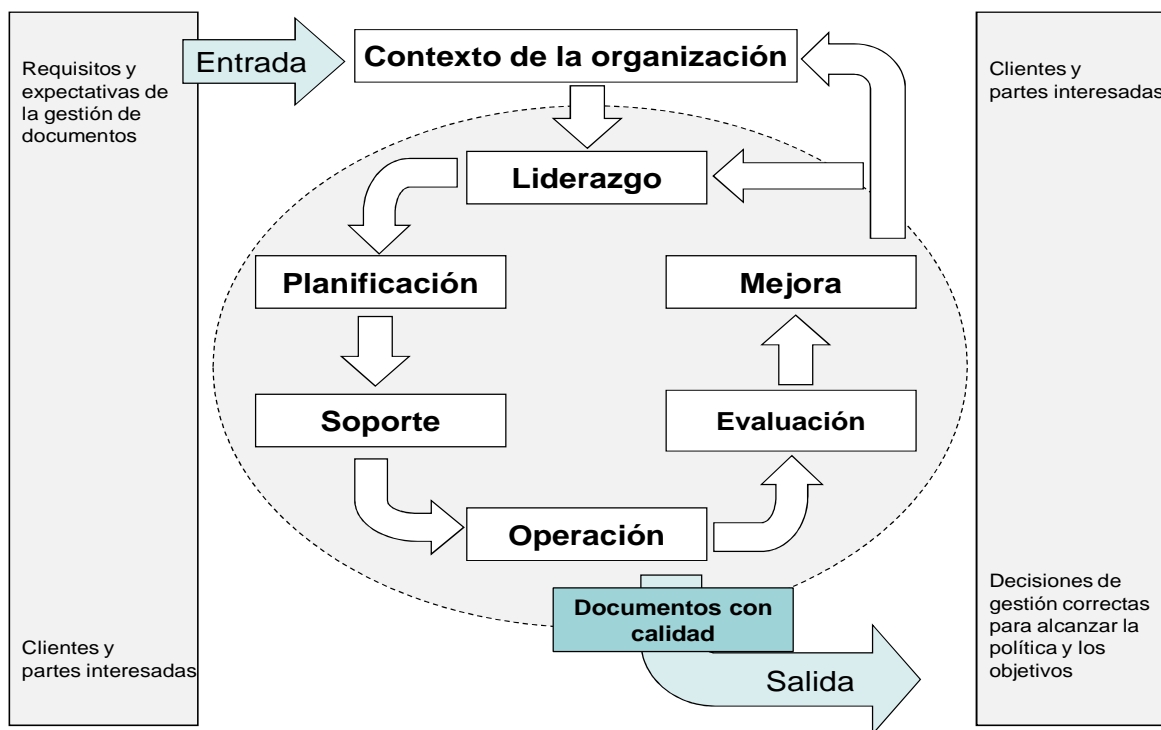 Requisitos y
expectativas de
la gestión de
documentos
Clientes y
partes interesadas
Entrada
Contexto de la organización
Liderazgo
Planificación
Soporte
Operación
Evaluación
Mejora
Documentos con
calidad
Salida
Clientes y
partes interesadas
Decisiones de
gestión correctas
para alcanzar la
política y los
objetivos